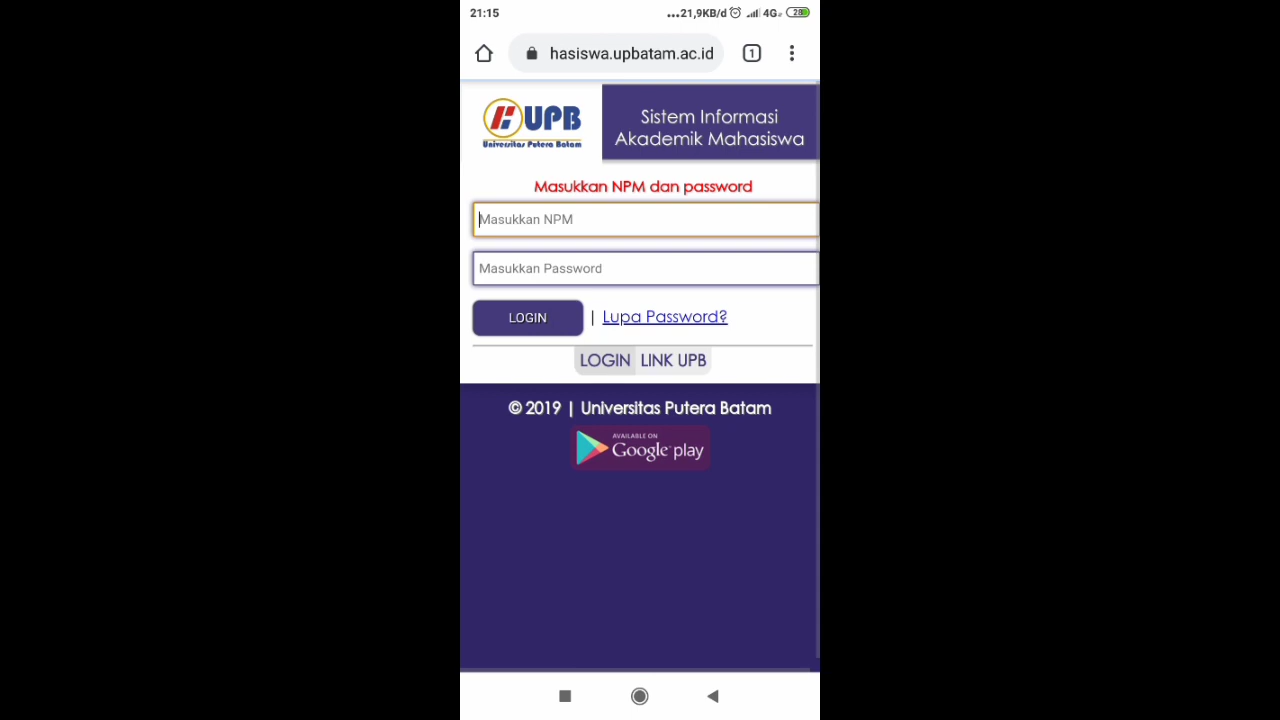 21:15
...21,9KB/d 4G 28
hasiswa.upbatam.ac.id 1
UPB
Universitas Putera Batam
Sistem Informasi
Akademik Mahasiswa
Masukkan NPM dan password
Masukkan NPM
Masukkan Password
LOGIN | Lupa Password?
LOGIN LINK UPB
© 2019 | Universitas Putera Batam
AVAILABLE ON
Google play